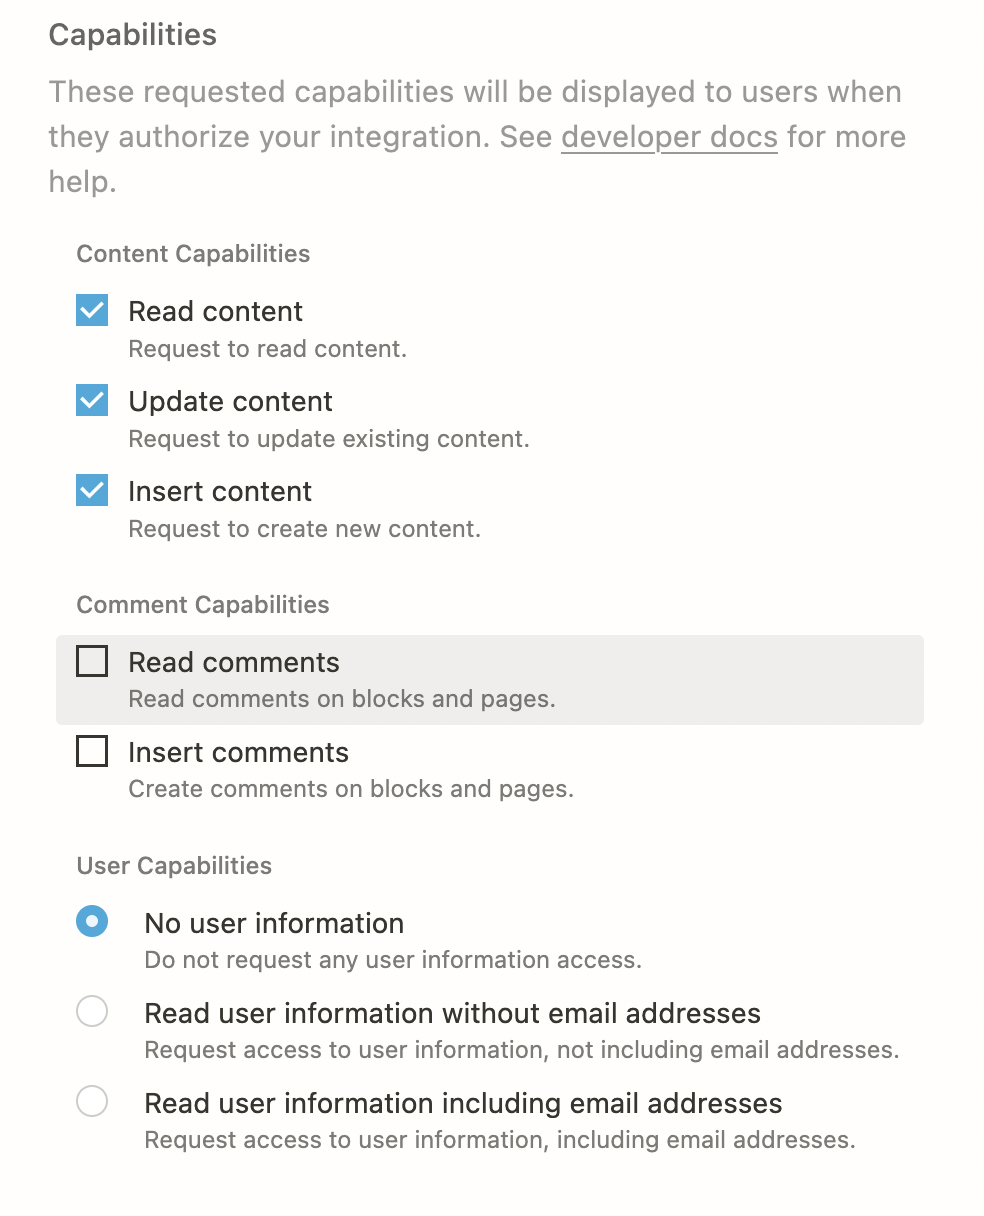 Capabilities
These requested capabilities will be displayed to users when
they authorize your integration. See developer docs for more
help.
Content Capabilities
Read content
Request to read content.
Update content
Request to update existing content.
Insert content
Request to create new content.
Comment Capabilities
Read comments
Read comments on blocks and pages.
Insert comments
Create comments on blocks and pages.
User Capabilities
No user information
Do not request any user information access.
Read user information without email addresses
Request access to user information, not including email addresses.
Read user information including email addresses
Request access to user information, including email addresses.